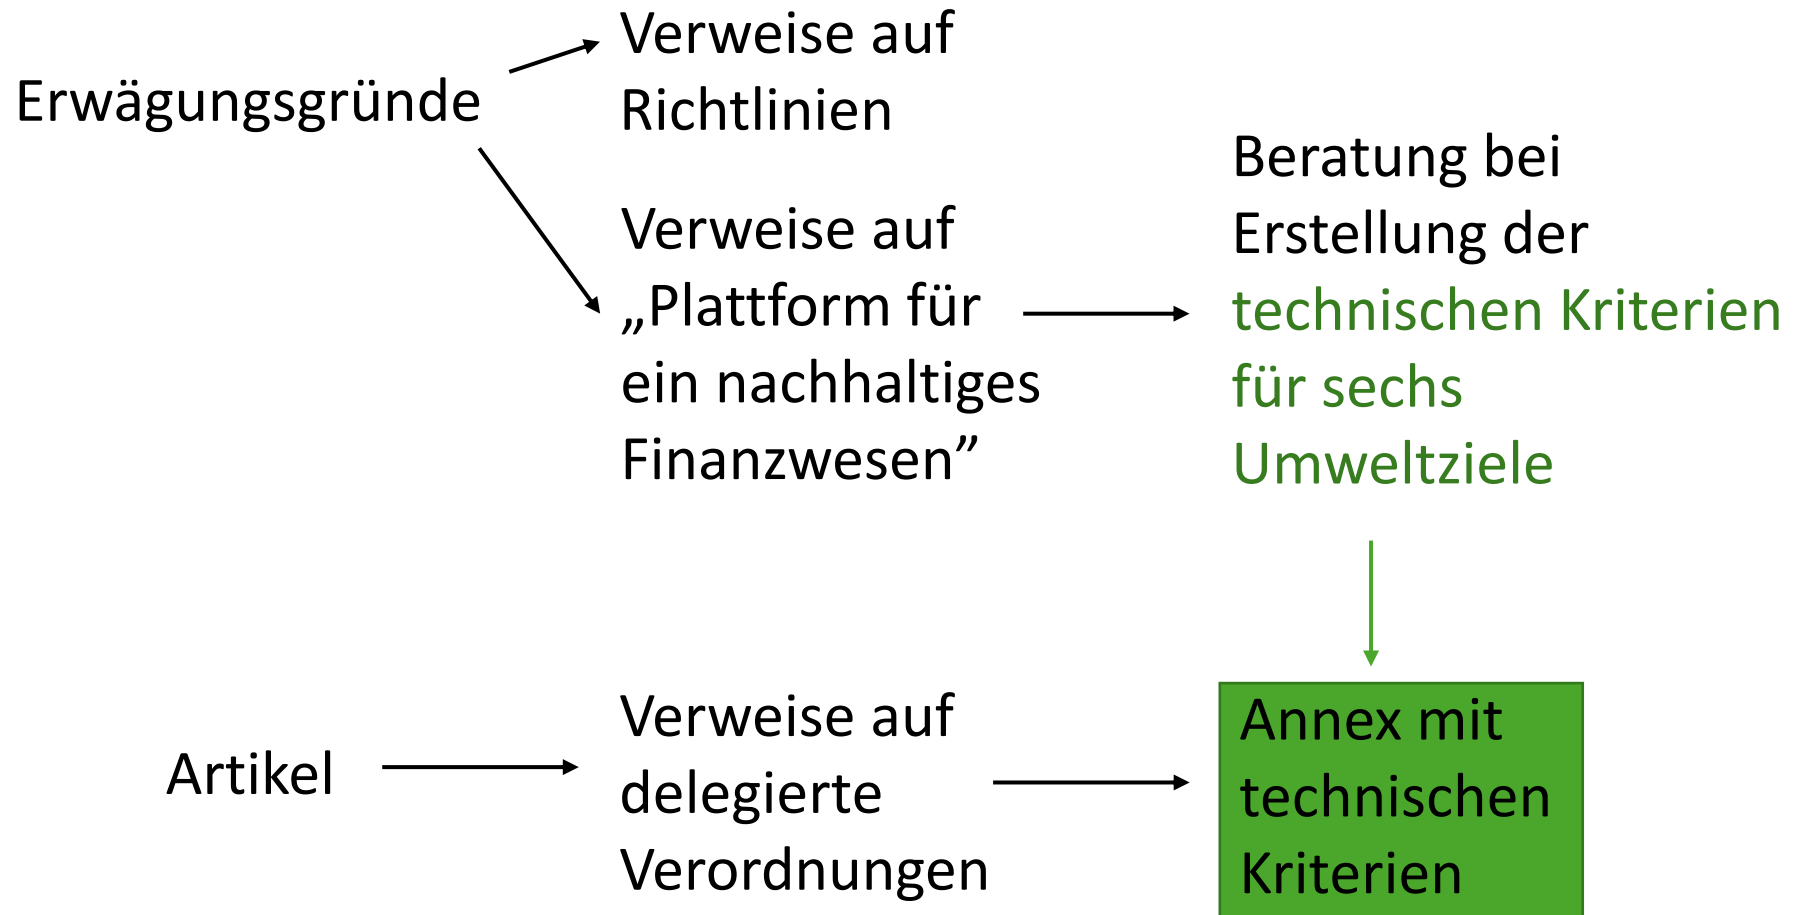 Erwägungsgründe
Verweise auf
Richtlinien
Verweise auf
„Plattform für
ein nachhaltiges
Finanzwesen”
Beratung bei
Erstellung der
technischen Kriterien
für sechs
Umweltziele
Artikel
Verweise auf
delegierte
Verordnungen
Annex mit
technischen
Kriterien